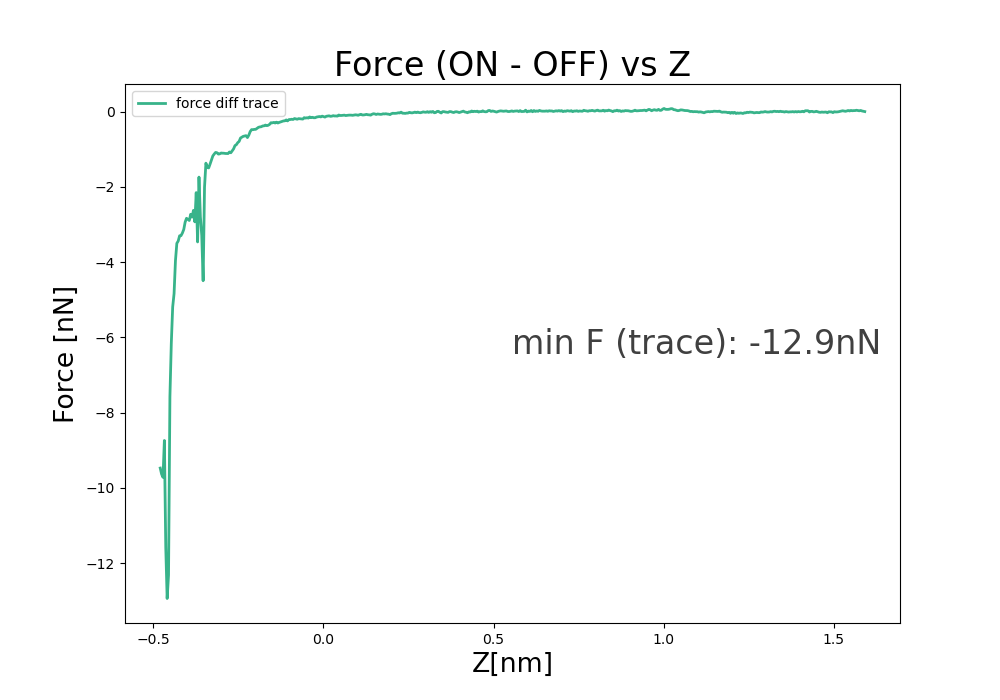 Force (ON - OFF) vs Z
force diff trace
0
−2
−4
−6
−8
−10
−12
Force [nN]
min F (trace): -12.9nN
−0.5 0.0 0.5 1.0 1.5
Z[nm]